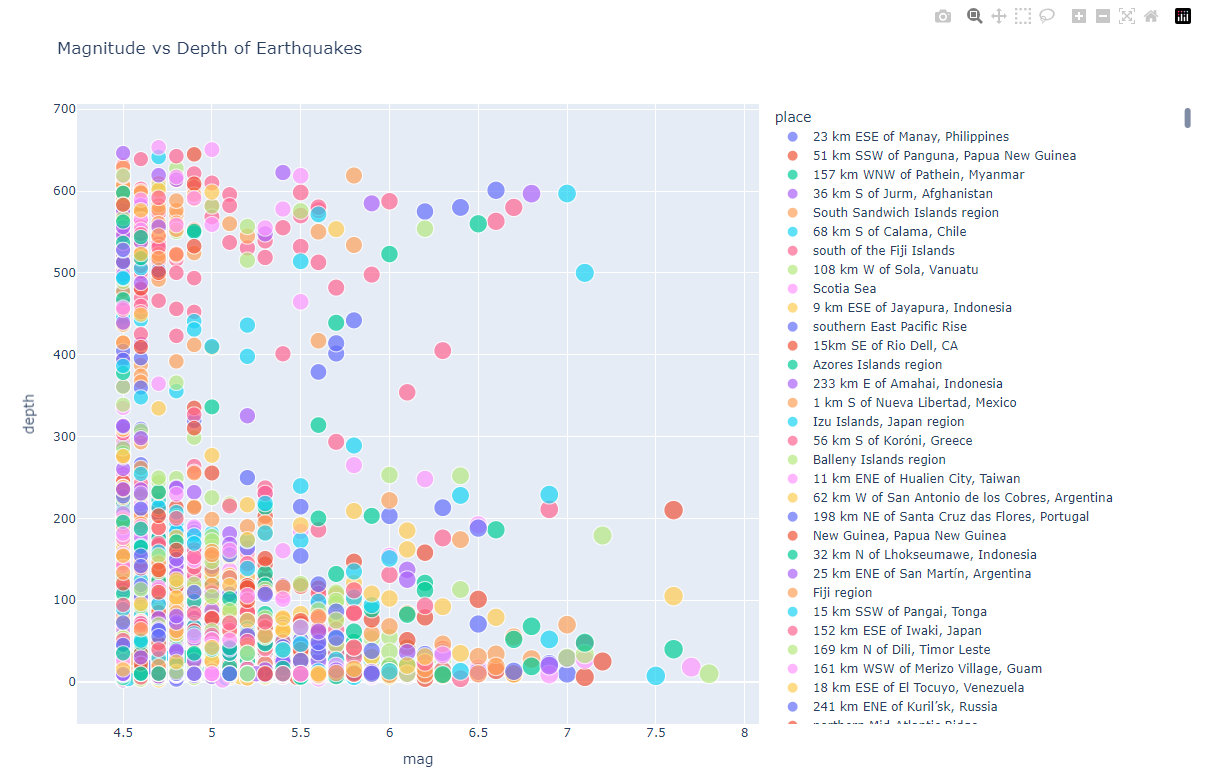 Magnitude vs Depth of Earthquakes
700
600
500
400
300
200
100
0
depth
4.5
5
5.5
6
6.5
7
7.5
8
mag
place
23 km ESE of Manay, Philippines
51 km SSW of Panguna, Papua New Guinea
157 km WNW of Pathein, Myanmar
36 km S of Jurm, Afghanistan
South Sandwich Islands region
68 km S of Calama, Chile
south of the Fiji Islands
108 km W of Sola, Vanuatu
Scotia Sea
9 km ESE of Jayapura, Indonesia
southern East Pacific Rise
15km SE of Rio Dell, CA
Azores Islands region
233 km E of Amahai, Indonesia
1 km S of Nueva Libertad, Mexico
Izu Islands, Japan region
56 km S of Koróni, Greece
Balleny Islands region
11 km ENE of Hualien City, Taiwan
62 km W of San Antonio de los Cobres, Argentina
198 km NE of Santa Cruz das Flores, Portugal
New Guinea, Papua New Guinea
32 km N of Lhokseumawe, Indonesia
25 km ENE of San Martín, Argentina
Fiji region
15 km SSW of Pangai, Tonga
152 km ESE of Iwaki, Japan
169 km N of Dili, Timor Leste
161 km WSW of Merizo Village, Guam
18 km ESE of El Tocuyo, Venezuela
241 km ENE of Kuril’sk, Russia
northern Mid-Atlantic Ridge